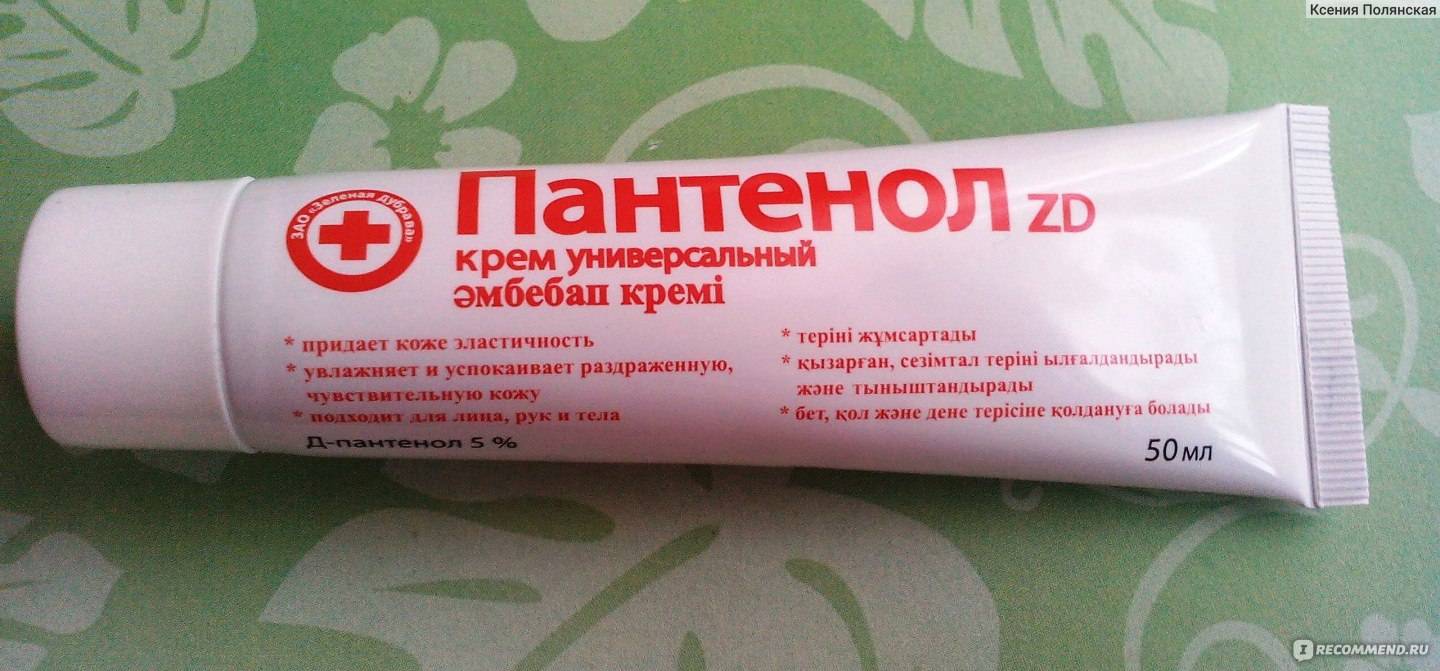 Ксения Полянская
ЗАО «Зеленая Дубрава»
Пантенол ZD
крем универсальный
әмбебап кремі
* придает коже эластичность
* увлажняет и успокаивает раздраженную,
чувствительную кожу
* подходит для лица, рук и тела
Д-пантенол 5 %
* теріні жұмсартады
* қызарған, сезімтал теріні ылғалдандырады
және тыныштандырады
* бет, қол және дене терісіне қолдануға болады
50 мл
IRECOMMEND.RU